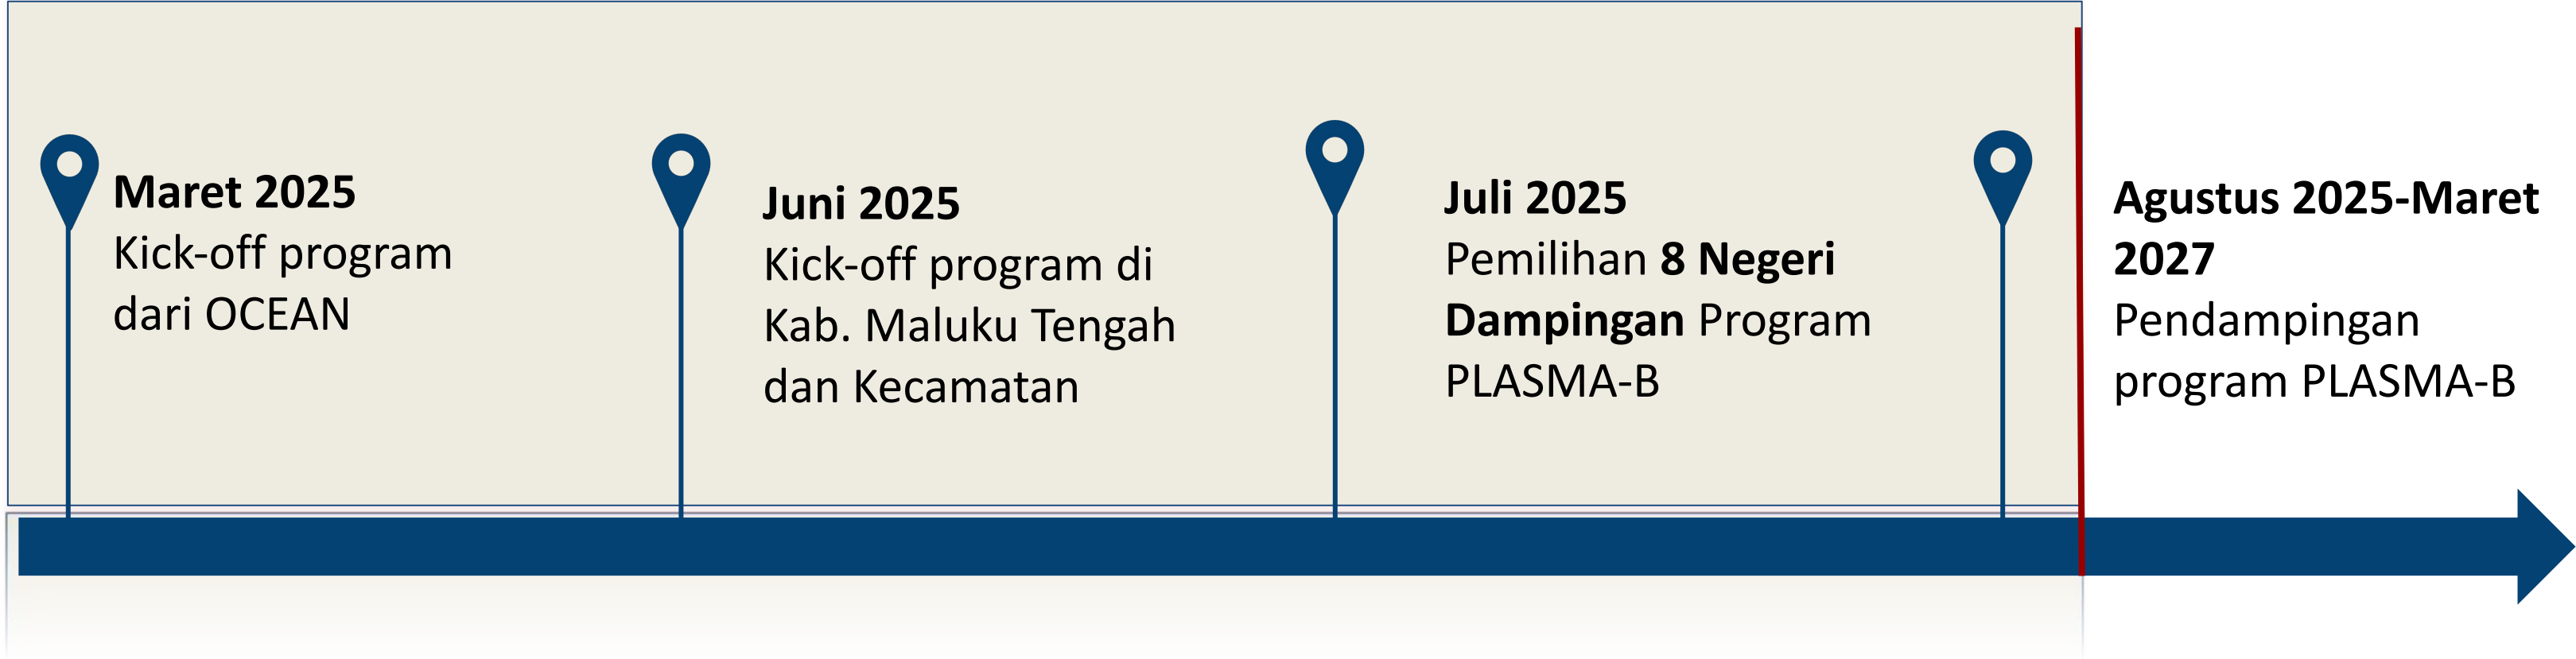 Maret 2025
Kick-off program
dari OCEAN
Juni 2025
Kick-off program di
Kab. Maluku Tengah
dan Kecamatan
Juli 2025
Pemilihan 8 Negeri
Dampingan Program
PLASMA-B
Agustus 2025-Maret
2027
Pendampingan
program PLASMA-B